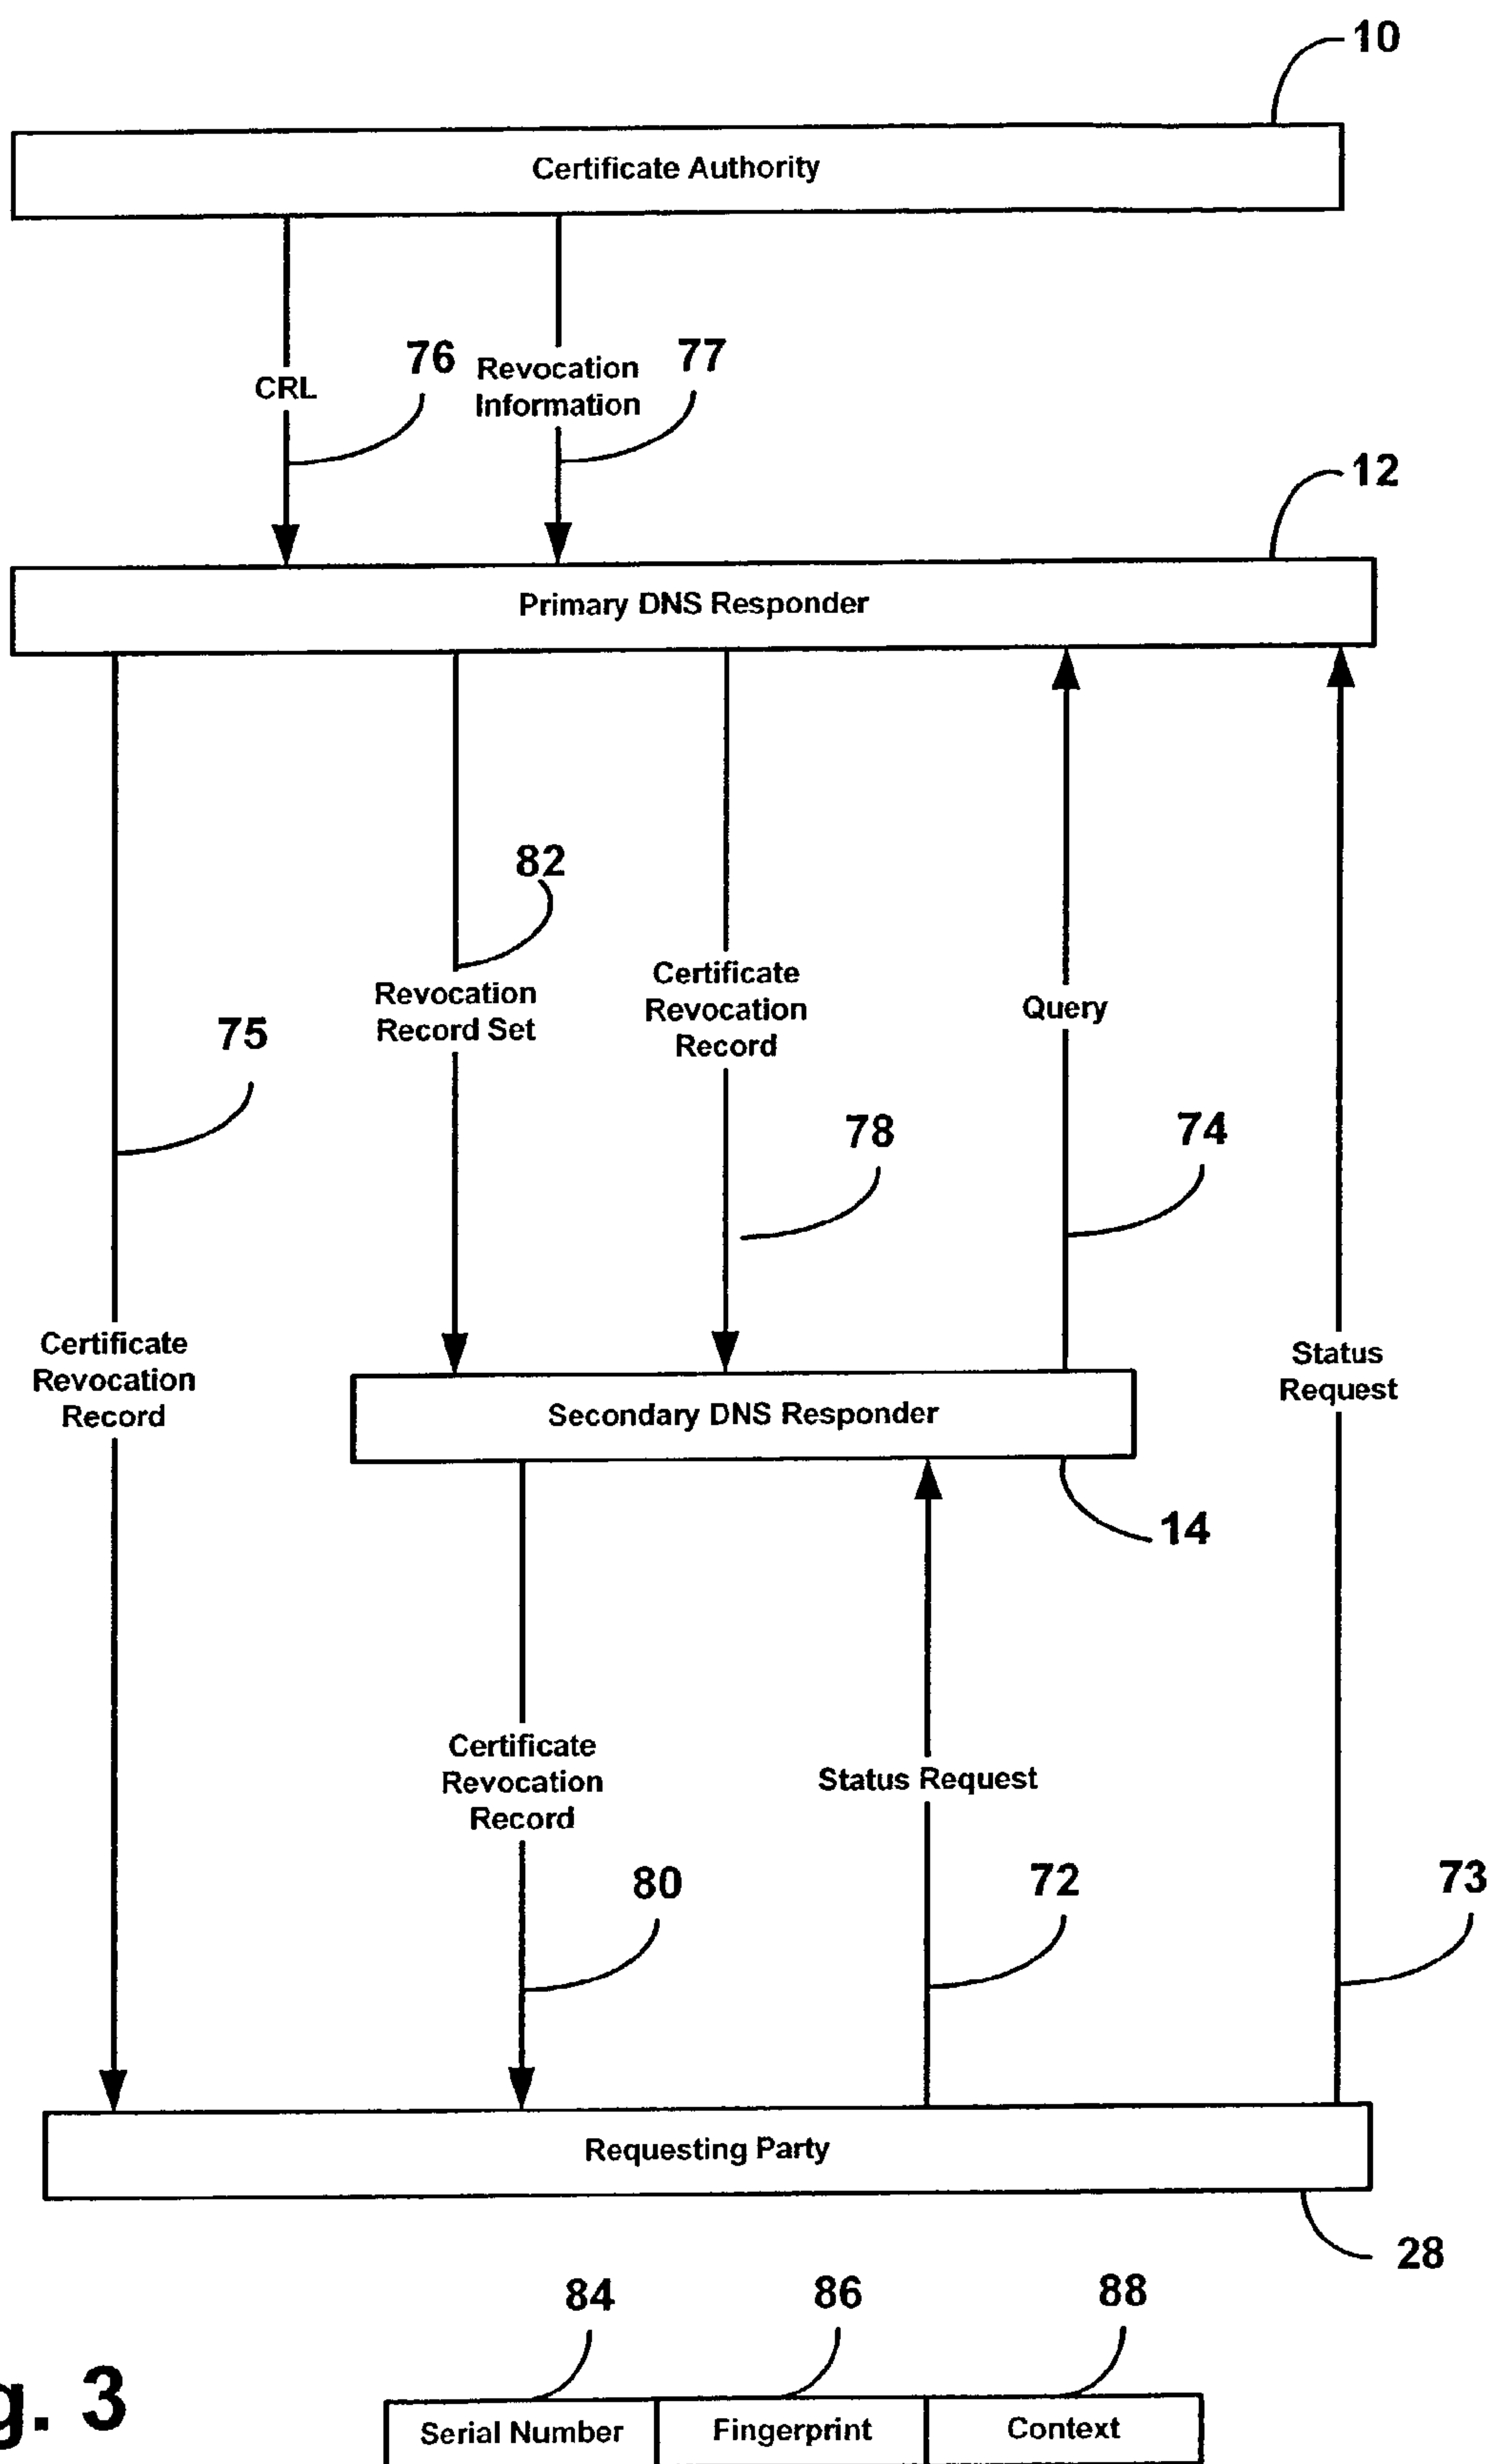 10
Certificate Authority
76
77
CRL
Revocation
Information
12
Primary DNS Responder
82
75
Revocation
Record Set
Certificate
Revocation
Record
Query
78
74
Certificate
Revocation
Record
Status
Request
Secondary DNS Responder
14
Certificate
Revocation
Record
Status Request
80
72
73
Requesting Party
28
84
86
88
g. 3
Serial Number
Fingerprint
Context